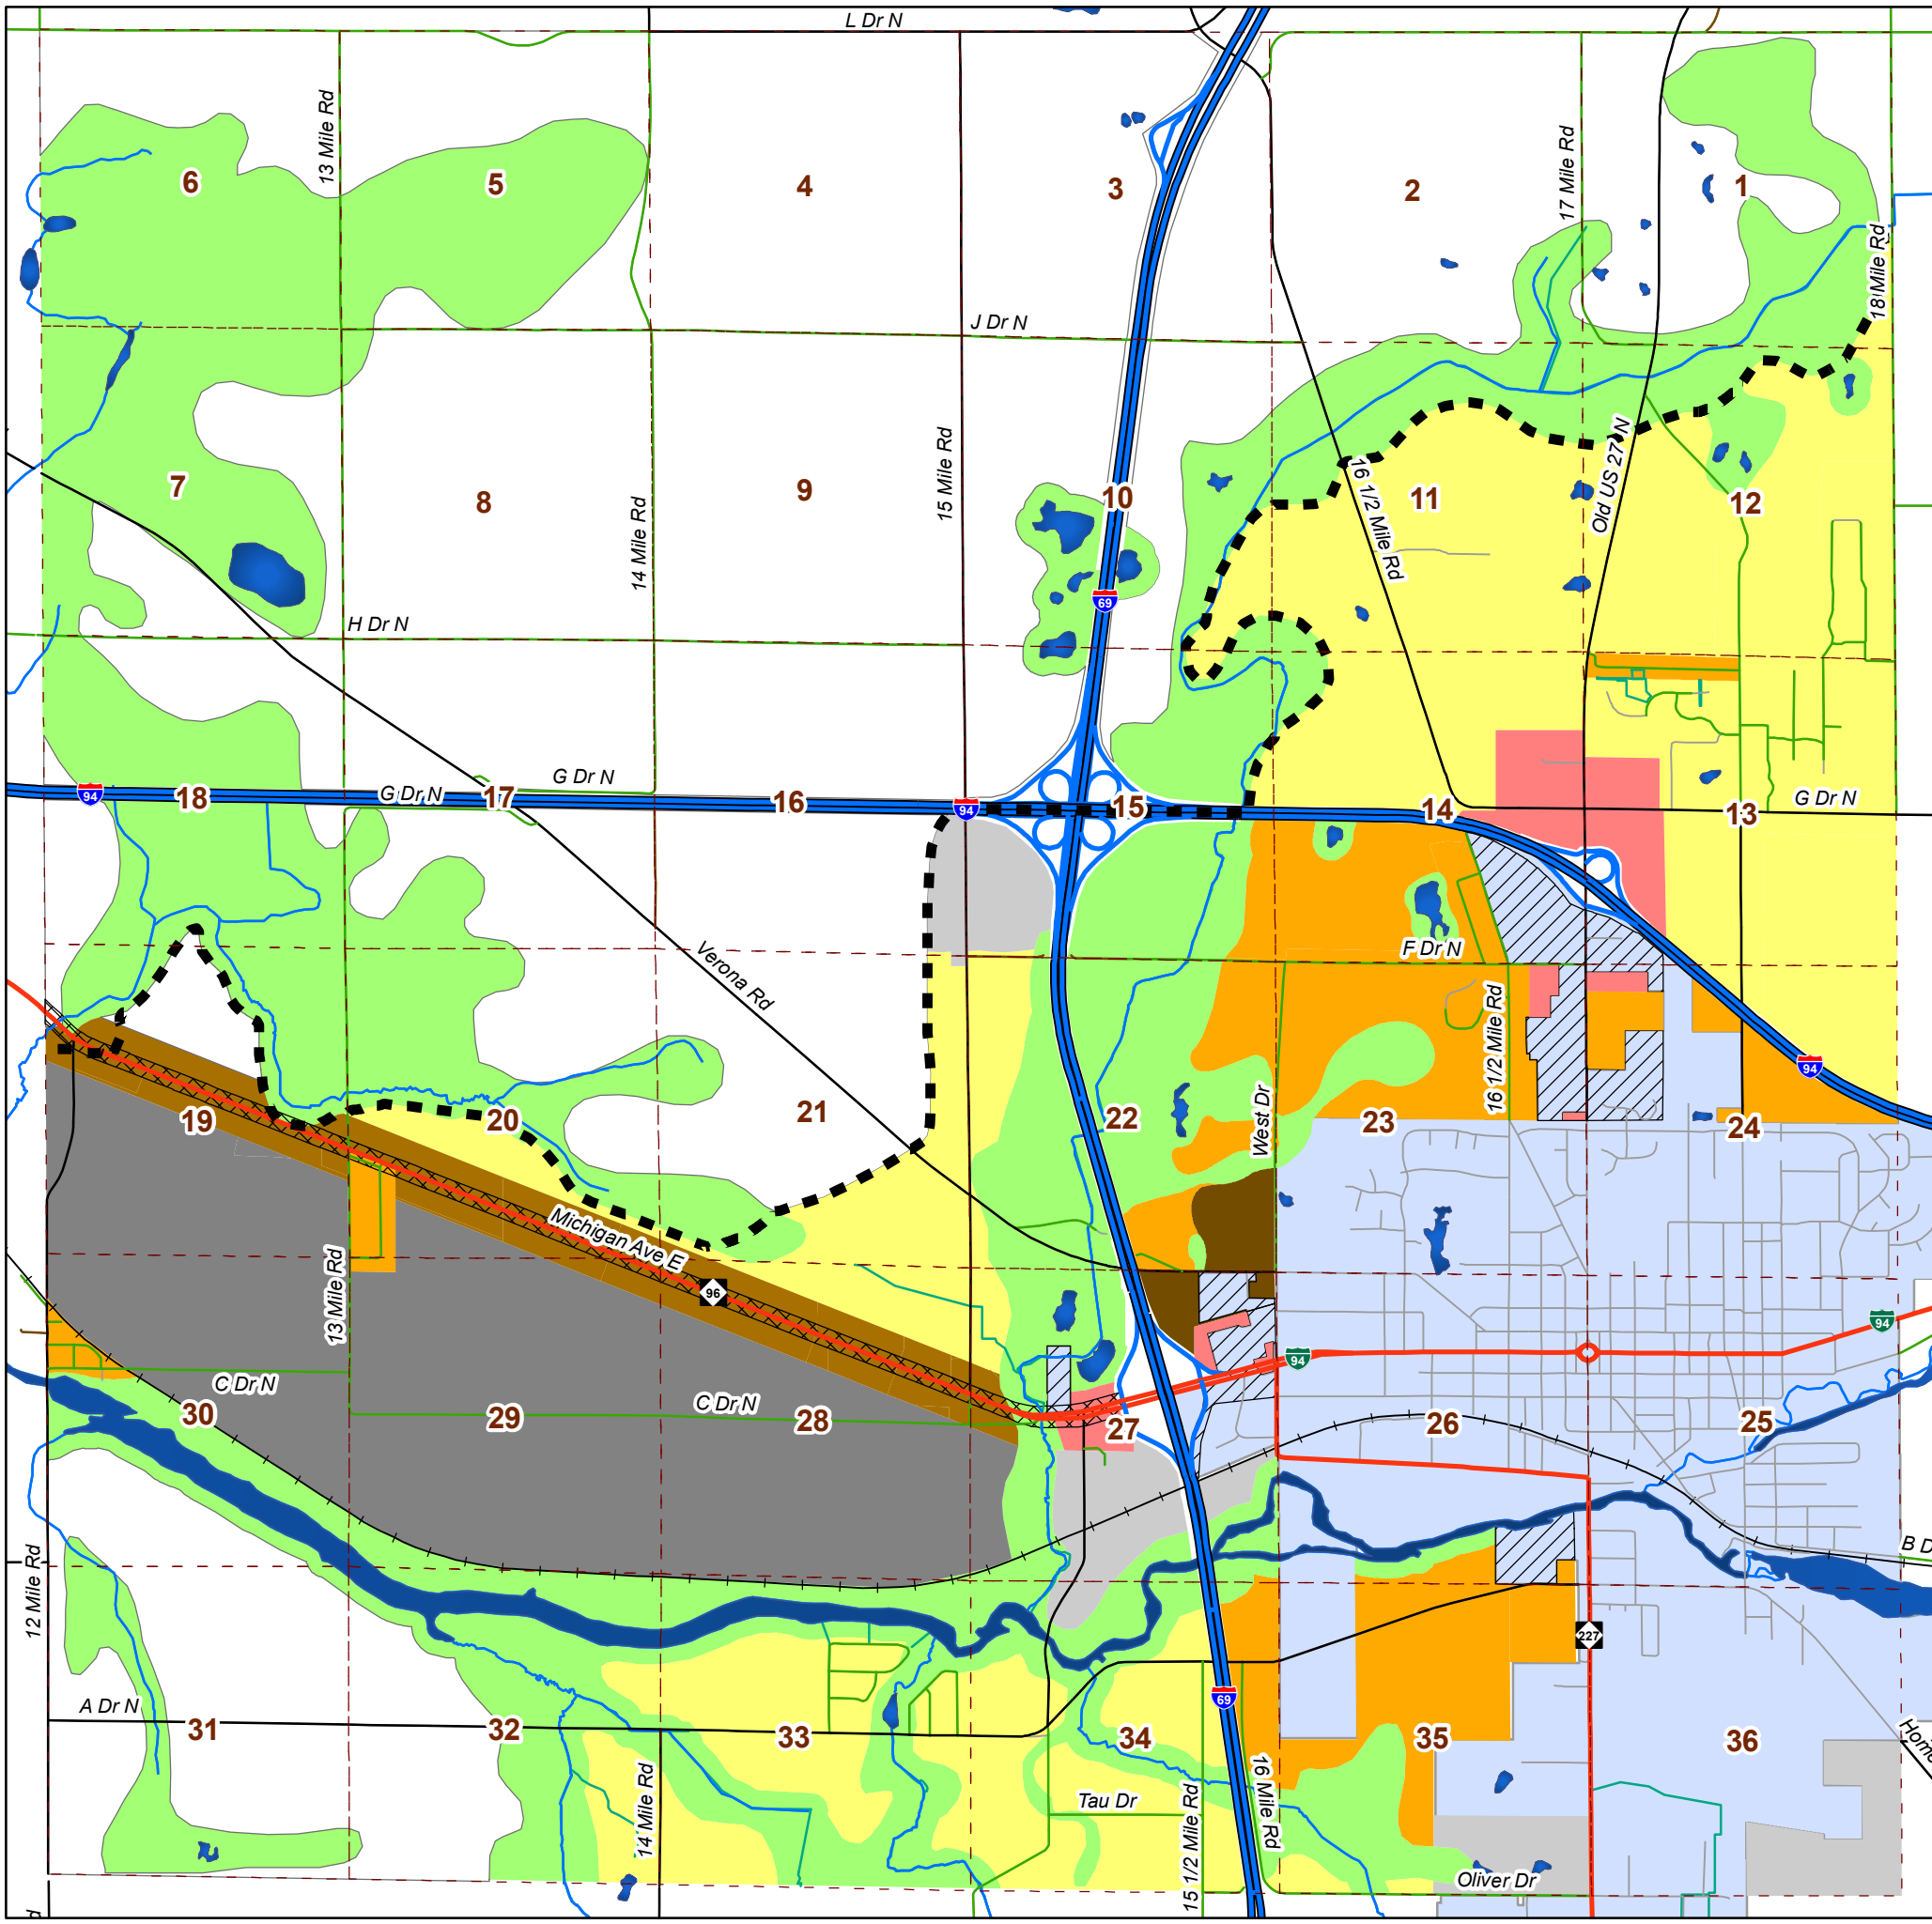 L Dr N
13 Mile Rd
17 Mile Rd
6
5
4
3
2
1
18 Mile Rd
J Dr N
15 Mile Rd
14 Mile Rd
16 1/2 Mile Rd
Old US 27 N
7
8
9
10
11
12
69
H Dr N
G Dr N
G Dr N
G Dr N
94
18
17
16
94
15
14
13
F Dr N
Verona Rd
16 1/2 Mile Rd
94
West Dr
19
20
21
22
23
24
Michigan Ave E
13 Mile Rd
96
94
94
C Dr N
C Dr N
30
29
28
27
26
25
12 Mile Rd
B D
227
69
A Dr N
31
32
33
34
35
36
Home
14 Mile Rd
Tau Dr
15 1/2 Mile Rd
16 Mile Rd
Oliver Dr
d